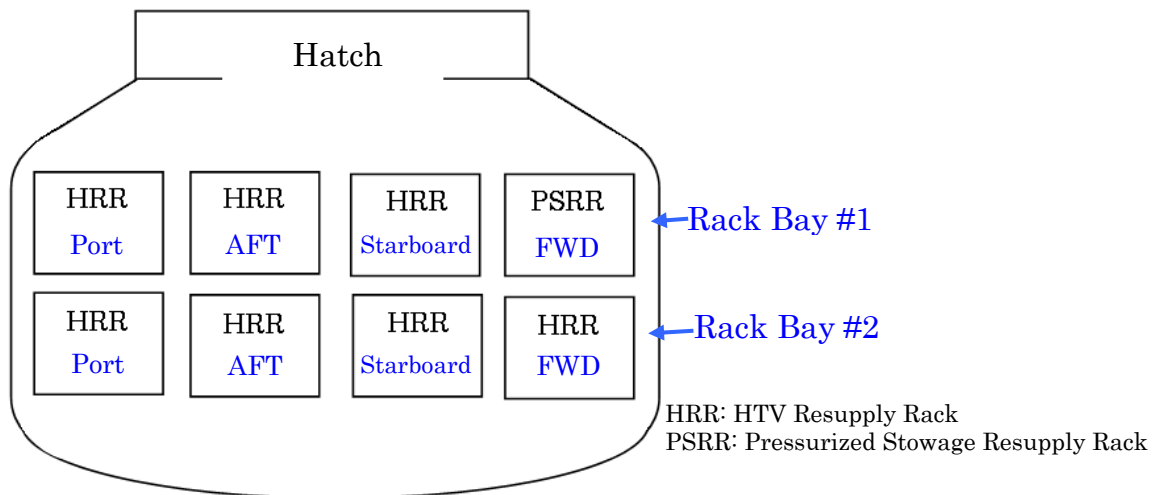 Hatch
HRR HRR HRR PSRR
Port AFT Starboard FWD
Rack Bay #1
HRR HRR HRR HRR
Port AFT Starboard FWD
Rack Bay #2
HRR: HTV Resupply Rack
PSRR: Pressurized Stowage Resupply Rack